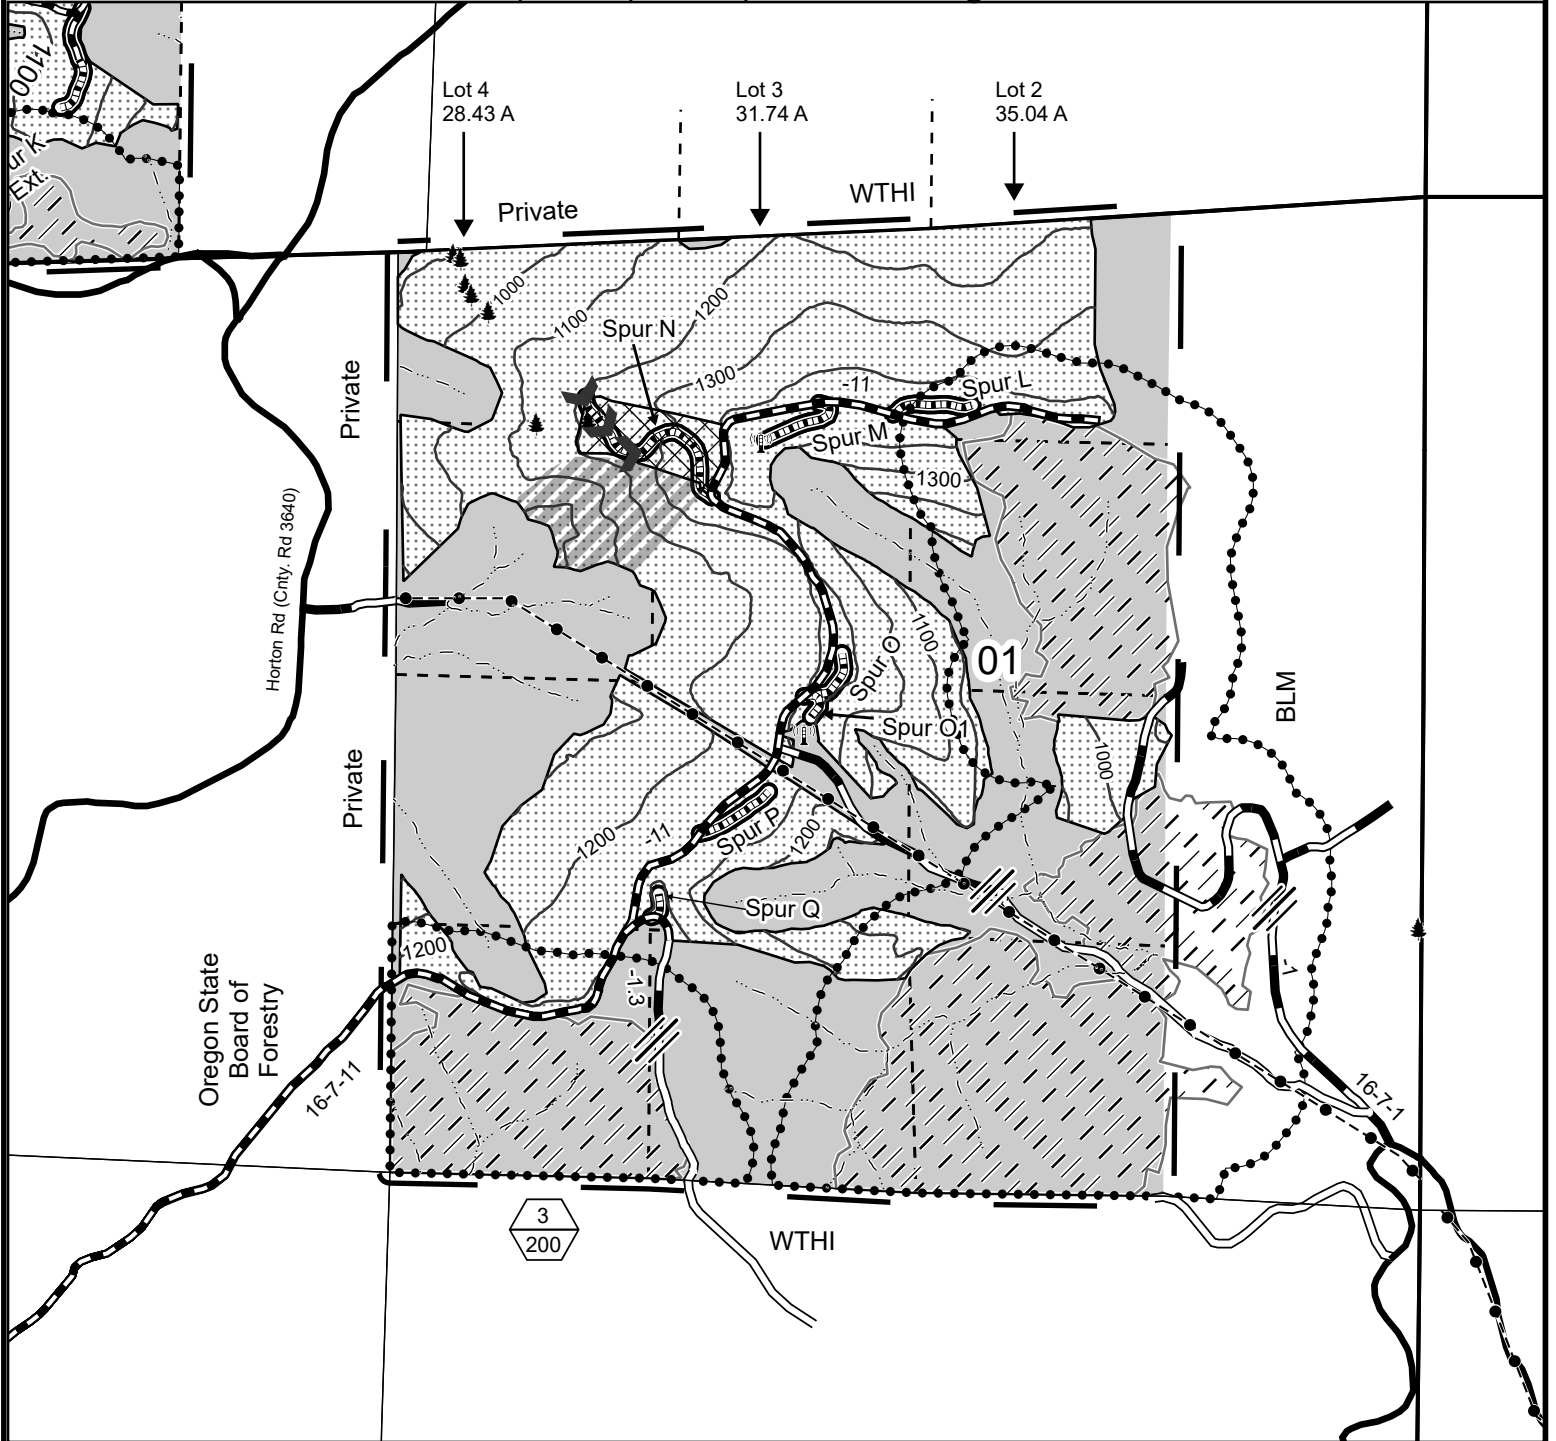 1100
ur K
Ext.
Lot 4
28.43 A
Lot 3
31.74 A
Lot 2
35.04 A
Private
WTHI
1000
1100
1200
Spur N
1300
-11
Spur L
Spur M
1300
Private
Horton Rd (Cnty. Rd 3640)
1100
01
Spur O
Spur O1
BLM
1000
Private
1200
-11
Spur P
1200
Spur Q
1200
-1.3
-1
Oregon State
Board of
Forestry
16-7-11
16-7-1
3
200
WTHI